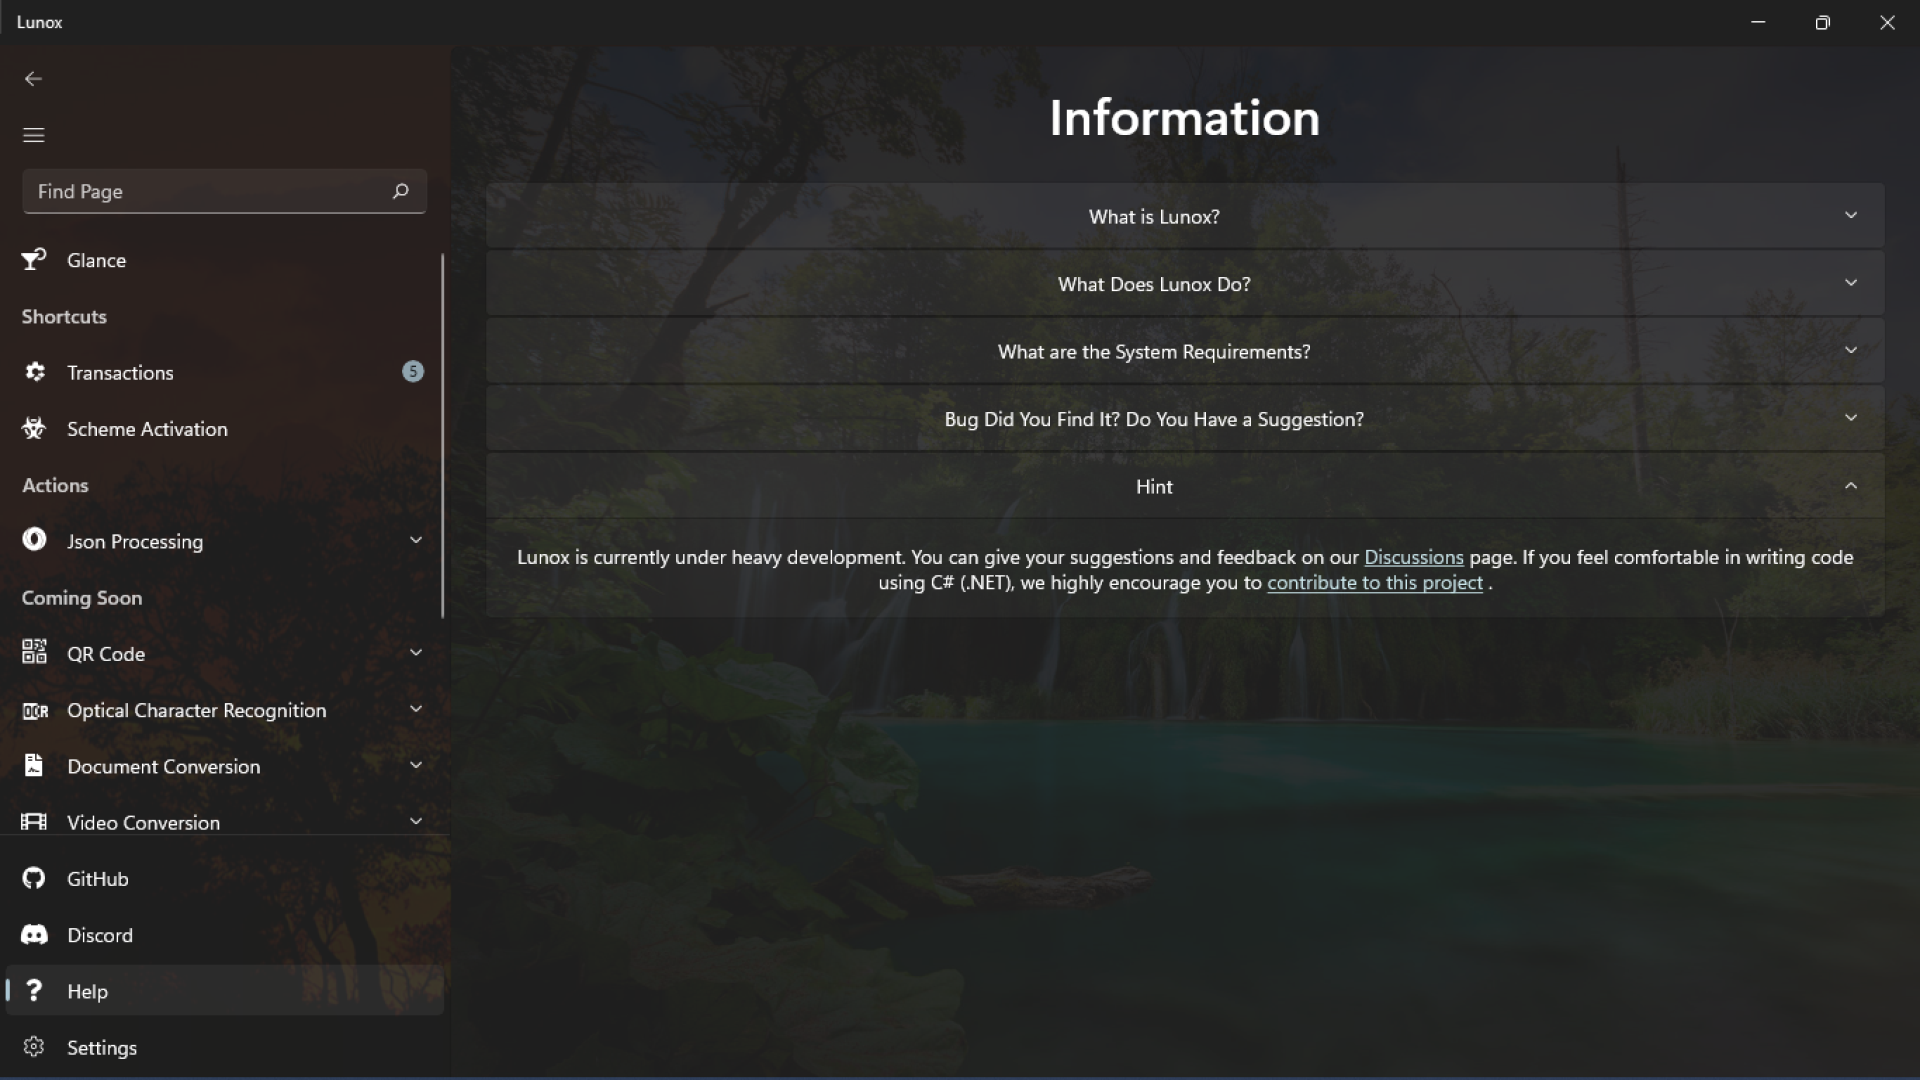 Lunox
Find Page
Glance
Shortcuts
Transactions
5
Scheme Activation
Actions
Json Processing
Coming Soon
QR Code
OCR
Optical Character Recognition
Document Conversion
Video Conversion
GitHub
Discord
Help
Settings
Information
What is Lunox?
What Does Lunox Do?
What are the System Requirements?
Bug Did You Find It? Do You Have a Suggestion?
Hint
Lunox is currently under heavy development. You can give your suggestions and feedback on our Discussions page. If you feel comfortable in writing code
using C# (.NET), we highly encourage you to contribute to this project .